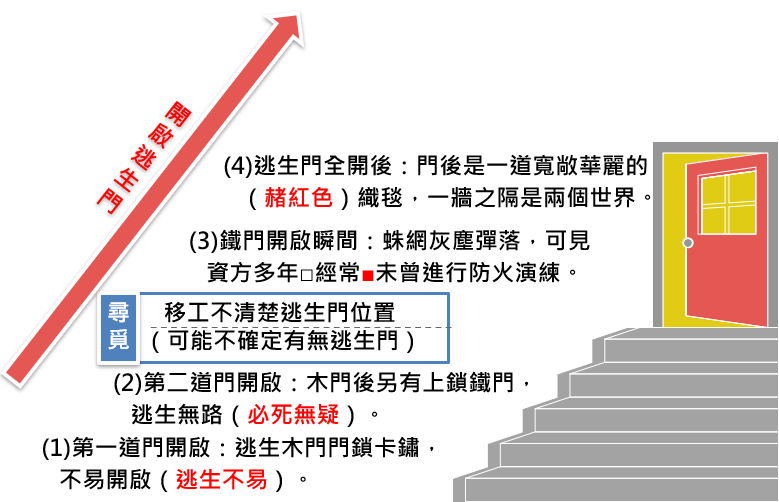 開啟逃生門
(4)逃生門全開後：門後是一道寬敞華麗的
（赭紅色）織毯，一牆之隔是兩個世界。
(3)鐵門開啟瞬間：蛛網灰塵彈落，可見
資方多年□經常■未曾進行防火演練。
尋覓
移工不清楚逃生門位置
（可能不確定有無逃生門）
(2)第二道門開啟：木門後另有上鎖鐵門，
逃生無路（必死無疑）。
(1)第一道門開啟：逃生木門門鎖卡鏽，
不易開啟（逃生不易）。